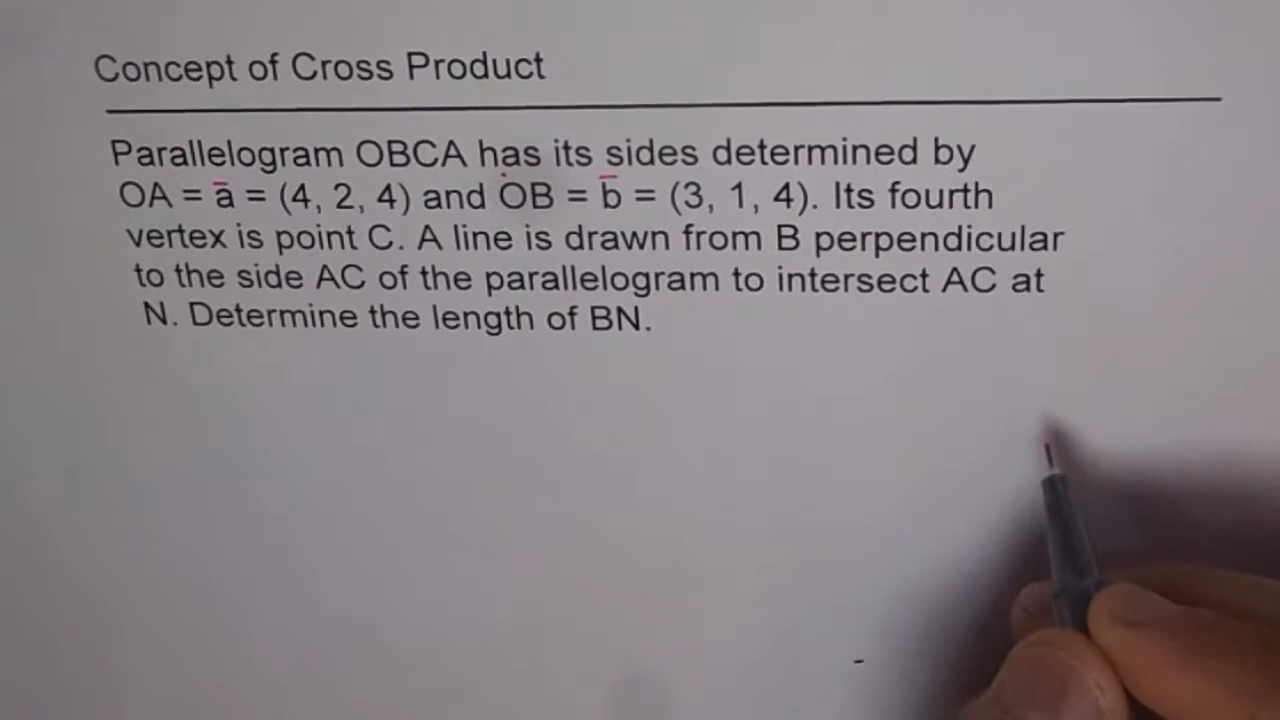 Concept of Cross Product
Parallelogram OBCA has its sides determined by
OA = a̅ = (4, 2, 4) and OB = b̅ = (3, 1, 4). Its fourth
vertex is point C. A line is drawn from B perpendicular
to the side AC of the parallelogram to intersect AC at
N. Determine the length of BN.